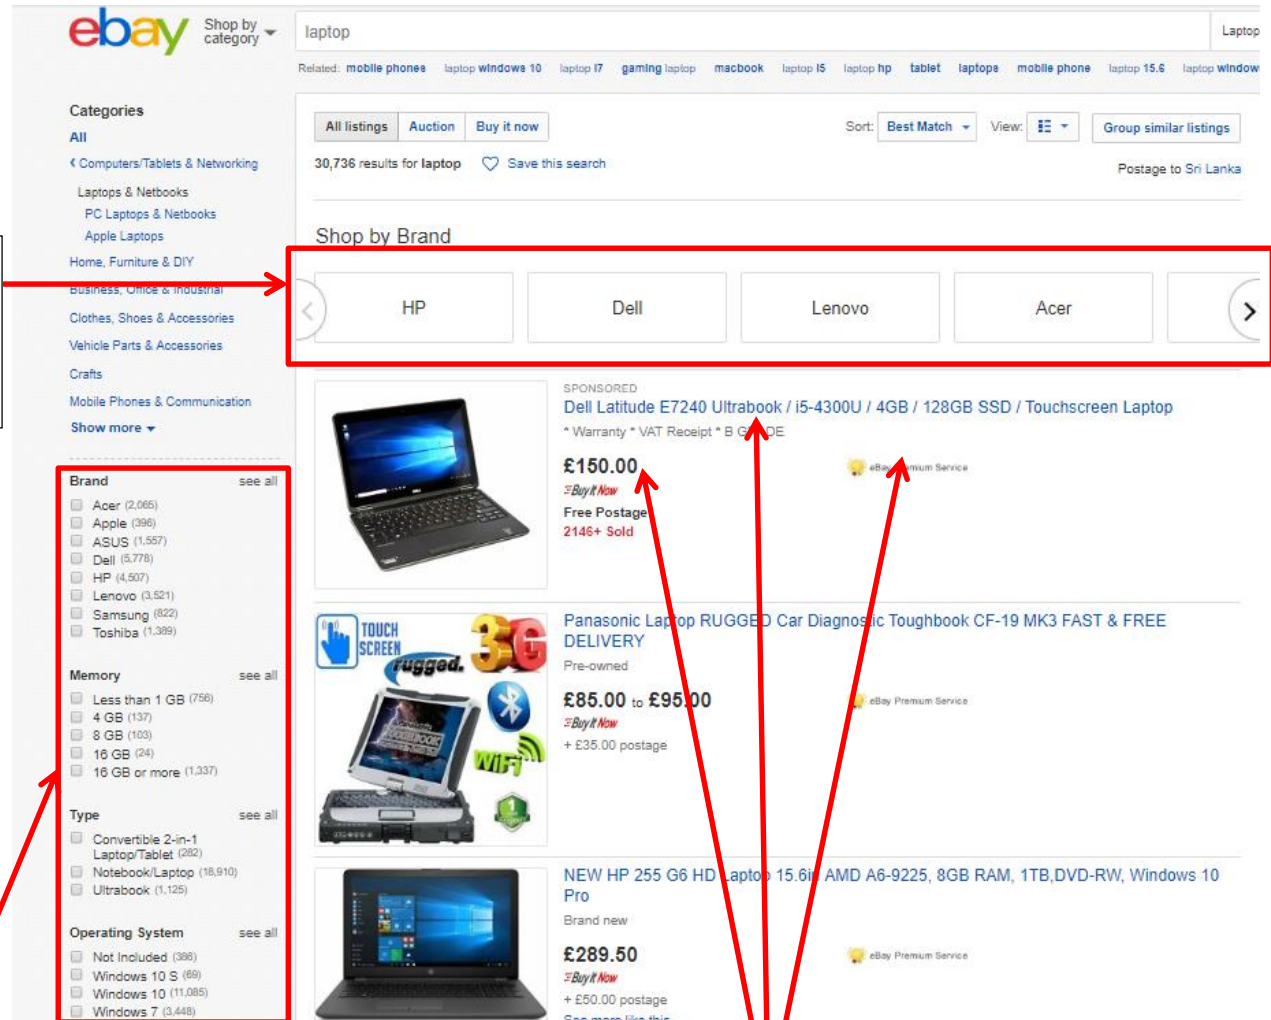 ebay
Shop by category
laptop
Laptop
Related: mobile phones laptop windows 10 laptop i7 gaming laptop macbook laptop i5 laptop hp tablet laptops mobile phone laptop 15.6 laptop window
Categories
All
Computers/Tablets & Networking
Laptops & Netbooks
PC Laptops & Netbooks
Apple Laptops
Home, Furniture & DIY
Business, Office & Industrial
Clothes, Shoes & Accessories
Vehicle Parts & Accessories
Crafts
Mobile Phones & Communication
Show more
Brand see all
Acer (2,065)
Apple (396)
ASUS (1,557)
Dell (5,778)
HP (4,507)
Lenovo (3,521)
Samsung (822)
Toshiba (1,389)
Memory see all
Less than 1 GB (756)
4 GB (137)
8 GB (103)
16 GB (24)
16 GB or more (1,337)
Type see all
Convertible 2-in-1
Laptop/Tablet (282)
Notebook/Laptop (18,910)
Ultrabook (1,125)
Operating System see all
Not Included (386)
Windows 10 S (69)
Windows 10 (11,085)
Windows 7 (3,448)
All listings Auction Buy it now
Sort: Best Match View: Group similar listings
30,736 results for laptop Save this search
Postage to Sri Lanka
Shop by Brand
HP Dell Lenovo Acer
SPONSORED
Dell Latitude E7240 Ultrabook / i5-4300U / 4GB / 128GB SSD / Touchscreen Laptop
* Warranty * VAT Receipt * B GRADE
£150.00
eBay Premium Service
Buy It Now
Free Postage
2146+ Sold
TOUCH
SCREEN
rugged.
3G
WiFi
Panasonic Laptop RUGGED Car Diagnostic Toughbook CF-19 MK3 FAST & FREE
DELIVERY
Pre-owned
£85.00 to £95.00
eBay Premium Service
Buy It Now
+ £35.00 postage
NEW HP 255 G6 HD Laptop 15.6in AMD A6-9225, 8GB RAM, 1TB,DVD-RW, Windows 10
Pro
Brand new
£289.50
eBay Premium Service
Buy It Now
+ £50.00 postage
See more like this